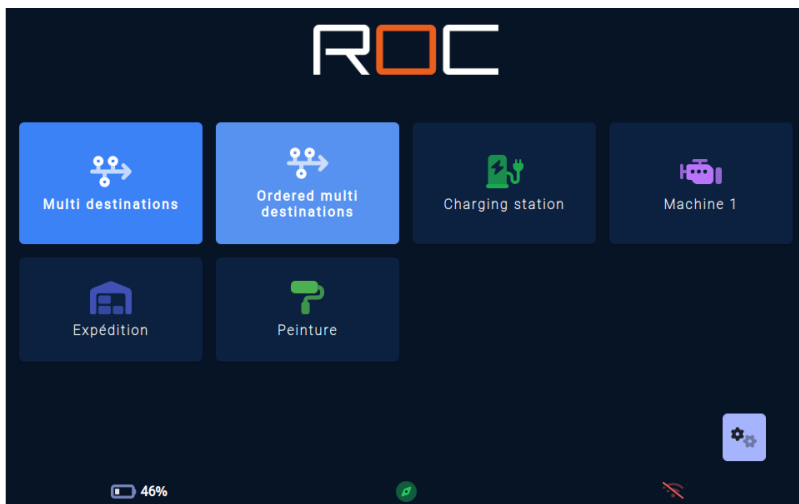 ROC
Multi destinations
Ordered multi
destinations
Charging station
Machine 1
Expédition
Peinture
46%